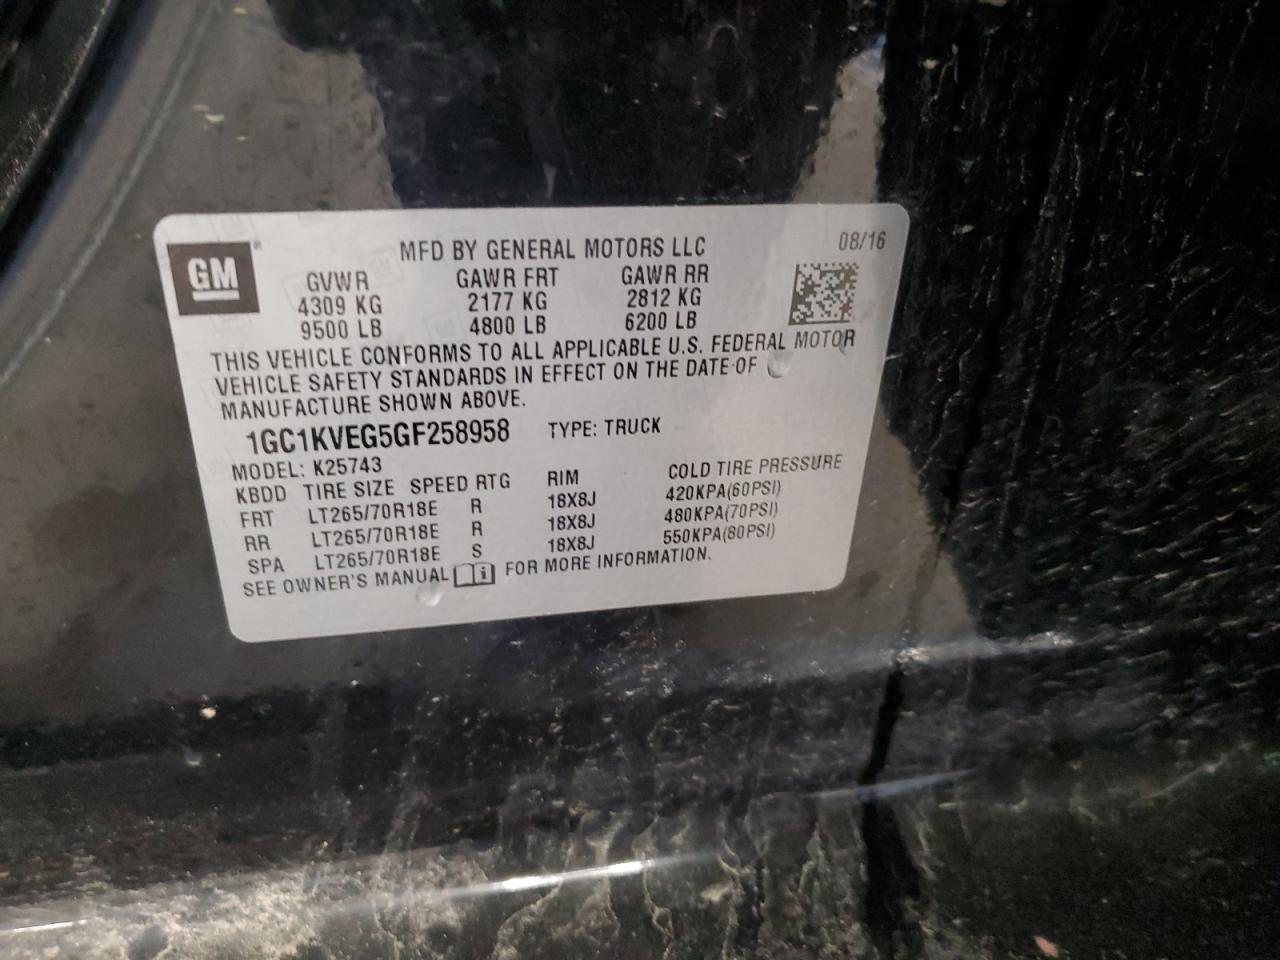 GM
MFD BY GENERAL MOTORS LLC 08/16
GVWR GAWR FRT GAWR RR
4309 KG 2177 KG 2812 KG
9500 LB 4800 LB 6200 LB
THIS VEHICLE CONFORMS TO ALL APPLICABLE U.S. FEDERAL MOTOR
VEHICLE SAFETY STANDARDS IN EFFECT ON THE DATE OF
MANUFACTURE SHOWN ABOVE.
1GC1KVEG5GF258958 TYPE: TRUCK
MODEL: K25743
KBDD TIRE SIZE SPEED RTG RIM COLD TIRE PRESSURE
FRT LT265/70R18E R 18X8J 420KPA(60PSI)
RR LT265/70R18E R 18X8J 480KPA(70PSI)
SPA LT265/70R18E S 18X8J 550KPA(80PSI)
SEE OWNER'S MANUAL FOR MORE INFORMATION.